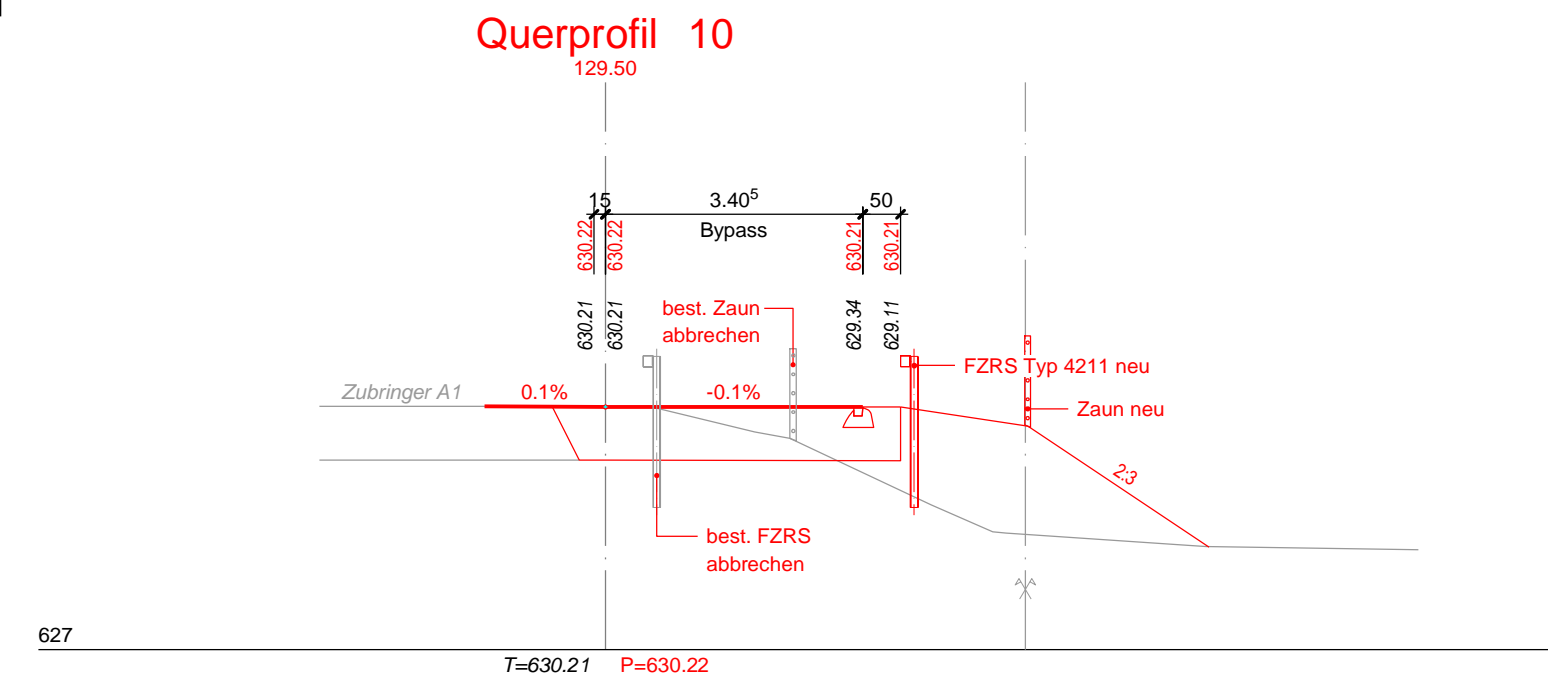 Querprofil 10
129.50
15 3.40⁵ 50
Bypass
630.22 630.22 630.21 630.21
630.21 630.21 629.34 629.11
best. Zaun
abbrechen
FZRS Typ 4211 neu
Zubringer A1 0.1% -0.1%
Zaun neu
2:3
best. FZRS
abbrechen
627
T=630.21 P=630.22